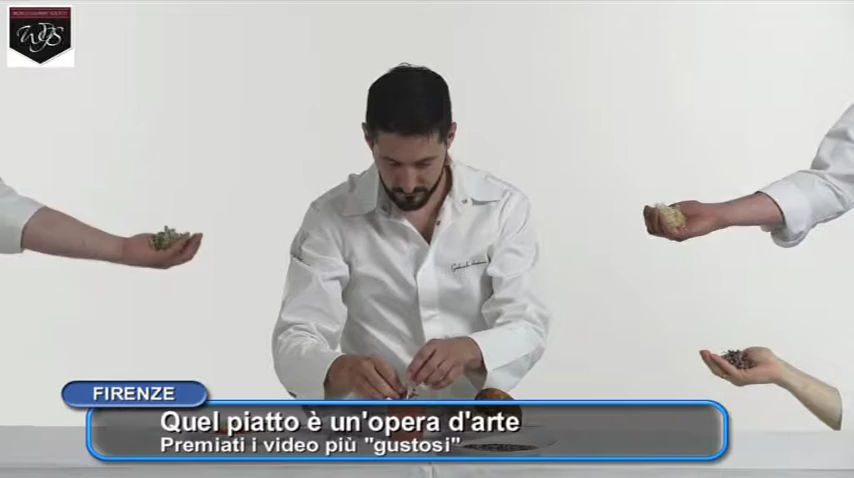 FIRENZE
Quel piatto è un'opera d'arte
Premiati i video più "gustosi"